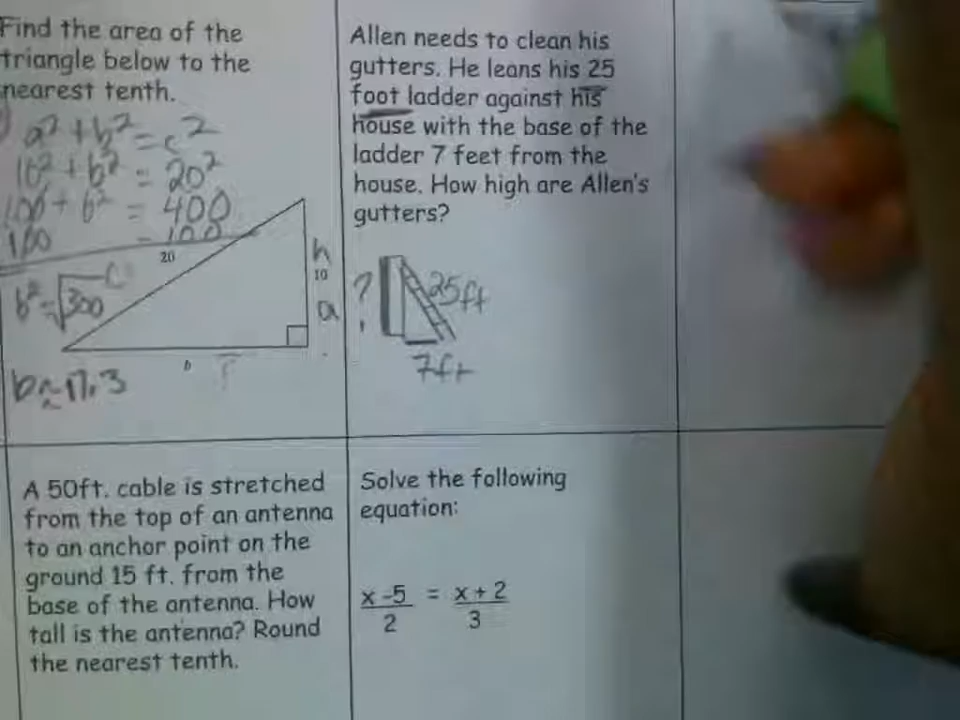 Find the area of the
triangle below to the
nearest tenth.
a² + b² = c²
10² + b² = 20²
100 + b² = 400
100 - 100
20
h
10
a
b² = √300
b
b ≈ 17.3
Allen needs to clean his
gutters. He leans his 25
foot ladder against his
house with the base of the
ladder 7 feet from the
house. How high are Allen's
gutters?
?
25ft
7ft
A 50ft. cable is stretched
from the top of an antenna
to an anchor point on the
ground 15 ft. from the
base of the antenna. How
tall is the antenna? Round
the nearest tenth.
Solve the following
equation:
x - 5 = x + 2
2 3